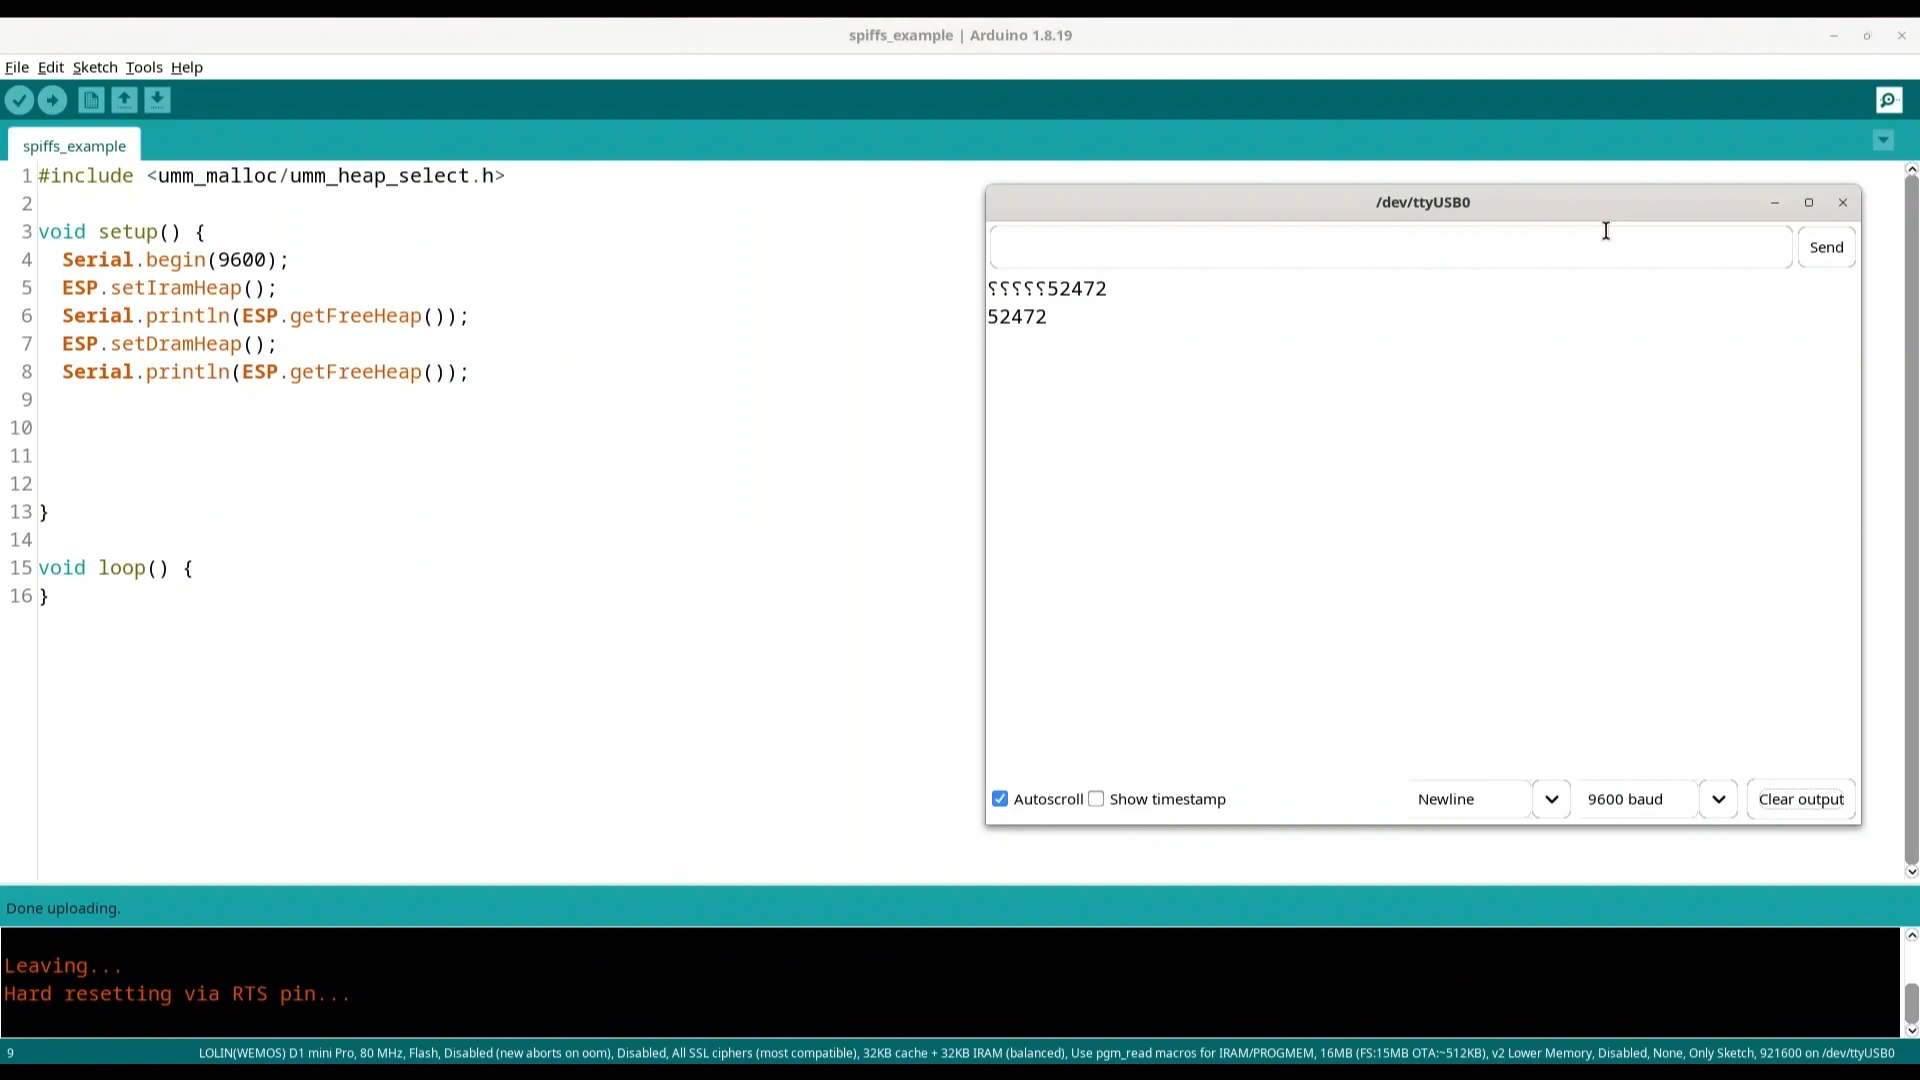 spiffs_example | Arduino 1.8.19
File Edit Sketch Tools Help
spiffs_example
1 #include <umm_malloc/umm_heap_select.h>
2
3 void setup() {
4 Serial.begin(9600);
5 ESP.setIramHeap();
6 Serial.println(ESP.getFreeHeap());
7 ESP.setDramHeap();
8 Serial.println(ESP.getFreeHeap());
9
10
11
12
13 }
14
15 void loop() {
16 }
/dev/ttyUSB0
Send
⸮⸮⸮⸮⸮52472
52472
Autoscroll Show timestamp Newline 9600 baud Clear output
Done uploading.
Leaving...
Hard resetting via RTS pin...
9 LOLIN(WEMOS) D1 mini Pro, 80 MHz, Flash, Disabled (new aborts on oom), Disabled, All SSL ciphers (most compatible), 32KB cache + 32KB IRAM (balanced), Use pgm_read macros for IRAM/PROGMEM, 16MB (FS:15MB OTA:~512KB), v2 Lower Memory, Disabled, None, Only Sketch, 921600 on /dev/ttyUSB0